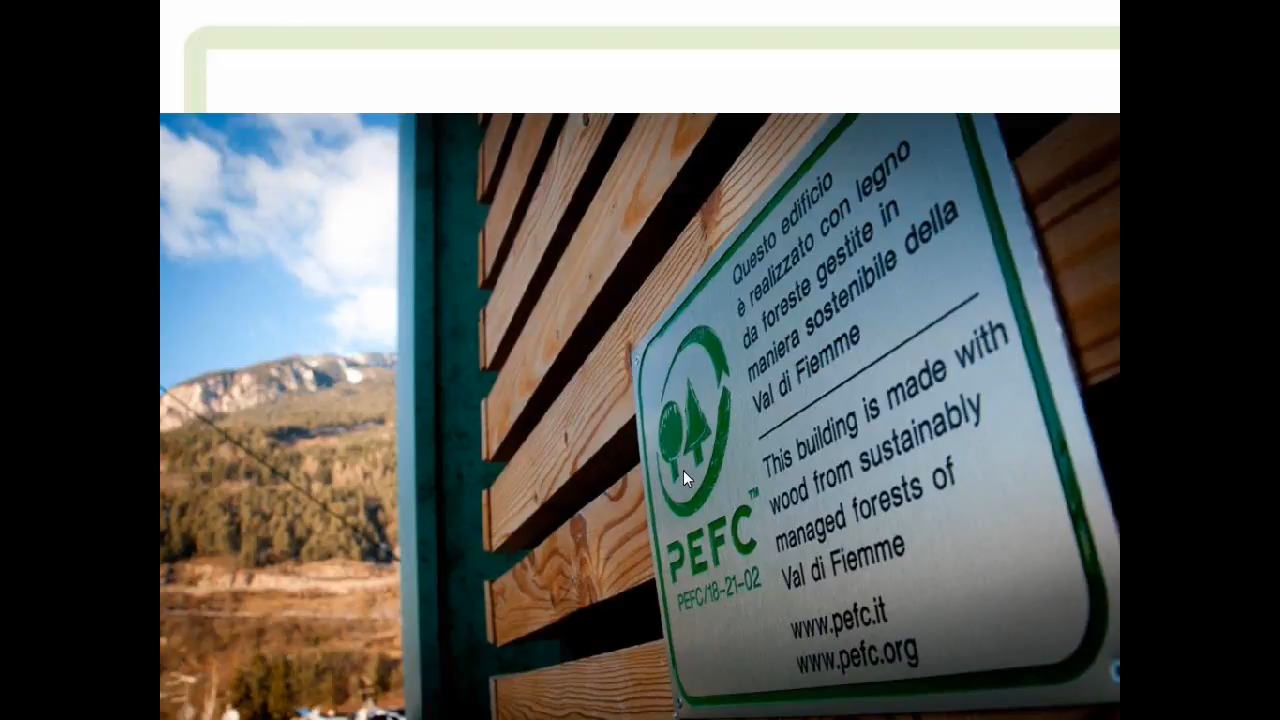 Questo edificio
è realizzato con legno
da foreste gestite in
maniera sostenibile della
Val di Fiemme
This building is made with
wood from sustainably
managed forests of
Val di Fiemme
www.pefc.it
www.pefc.org
PEFC™
PEFC/18-21-02